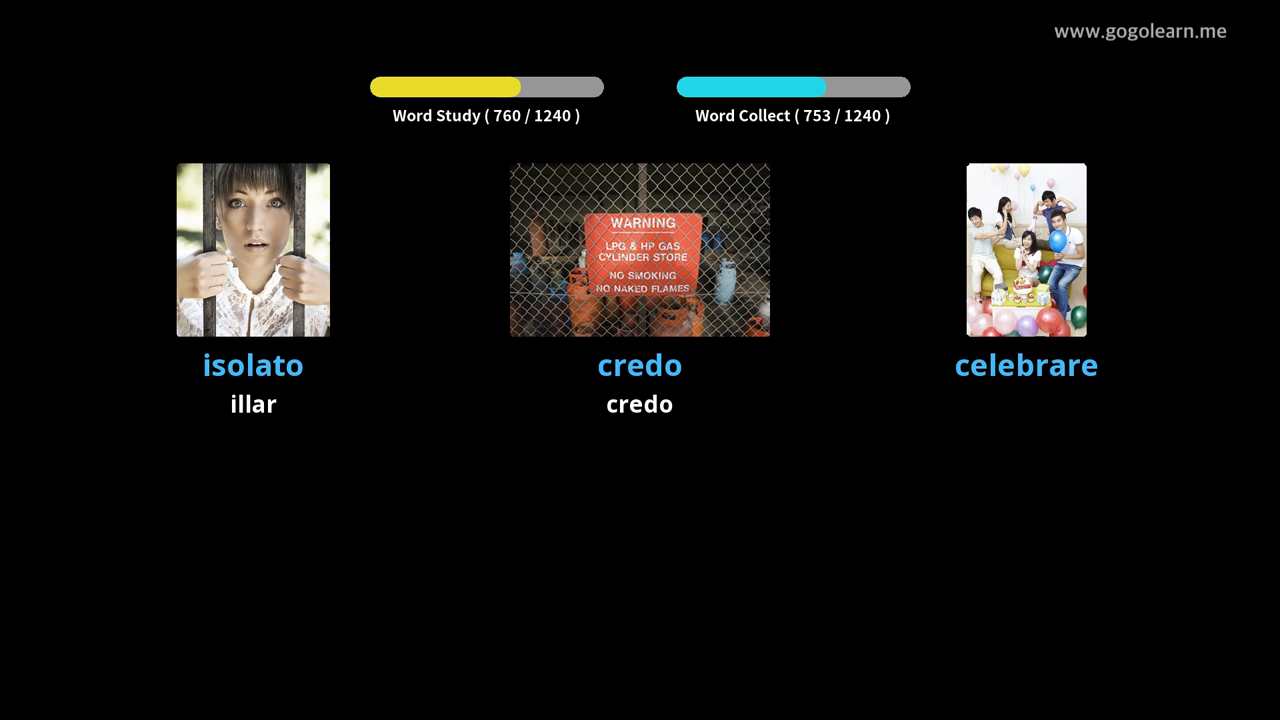 www.gogolearn.me
Word Study ( 760 / 1240 )
Word Collect ( 753 / 1240 )
WARNING
LPG & HP GAS
CYLINDER STORE
NO SMOKING
NO NAKED FLAMES
isolato
credo
celebrare
illar
credo